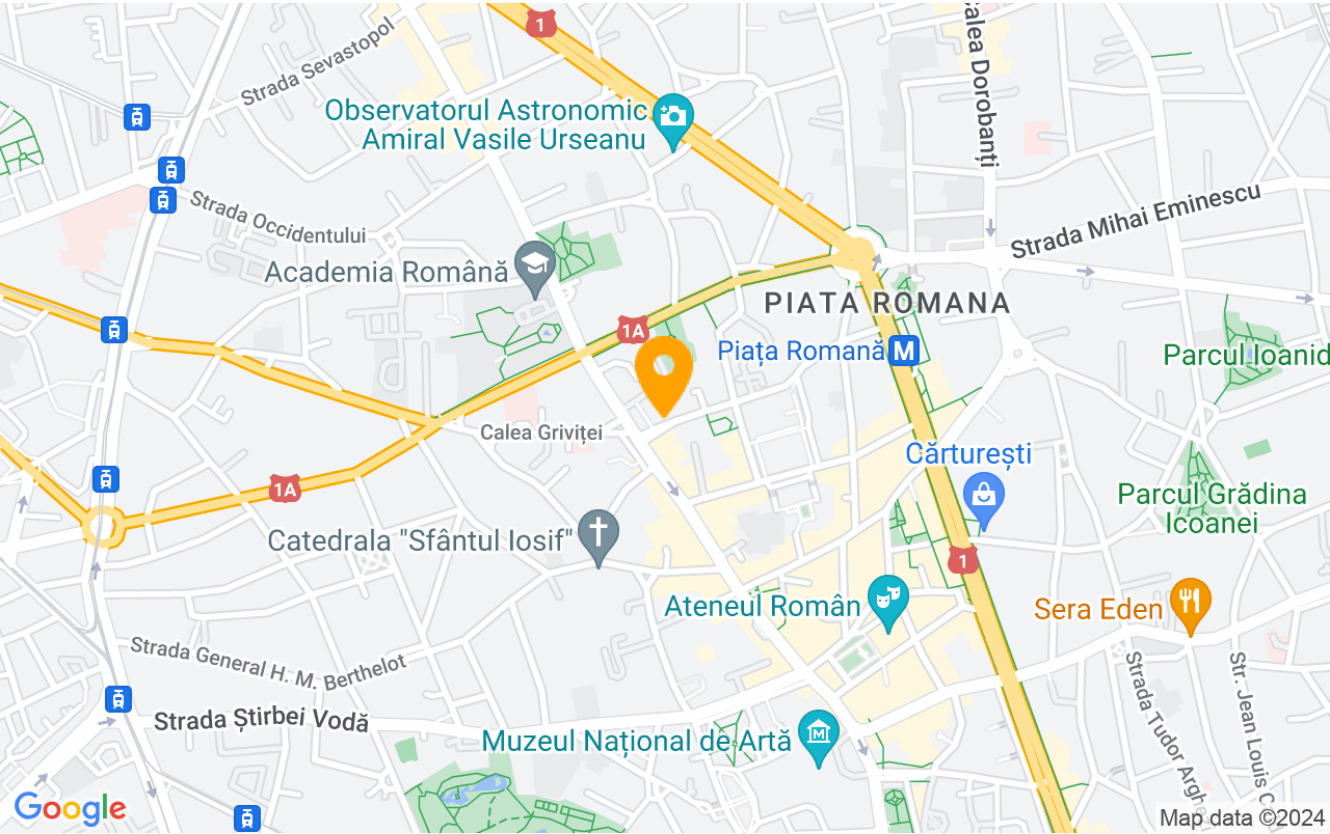 1
Calea Dorobanți
Strada Sevastopol
Observatorul Astronomic
Amiral Vasile Urseanu
Strada Occidentului
Strada Mihai Eminescu
Academia Română
PIATA ROMANA
1A
Piața Romană
M
Parcul Ioanid
Calea Griviței
Cărturești
1A
Parcul Grădina
Icoanei
Catedrala "Sfântul Iosif"
1
Ateneul Român
Sera Eden
Strada General H. M. Berthelot
Strada Tudor Arghe
Str. Jean Louis C
Strada Știrbei Vodă
Muzeul Național de Artă
M
Google
Map data ©2024